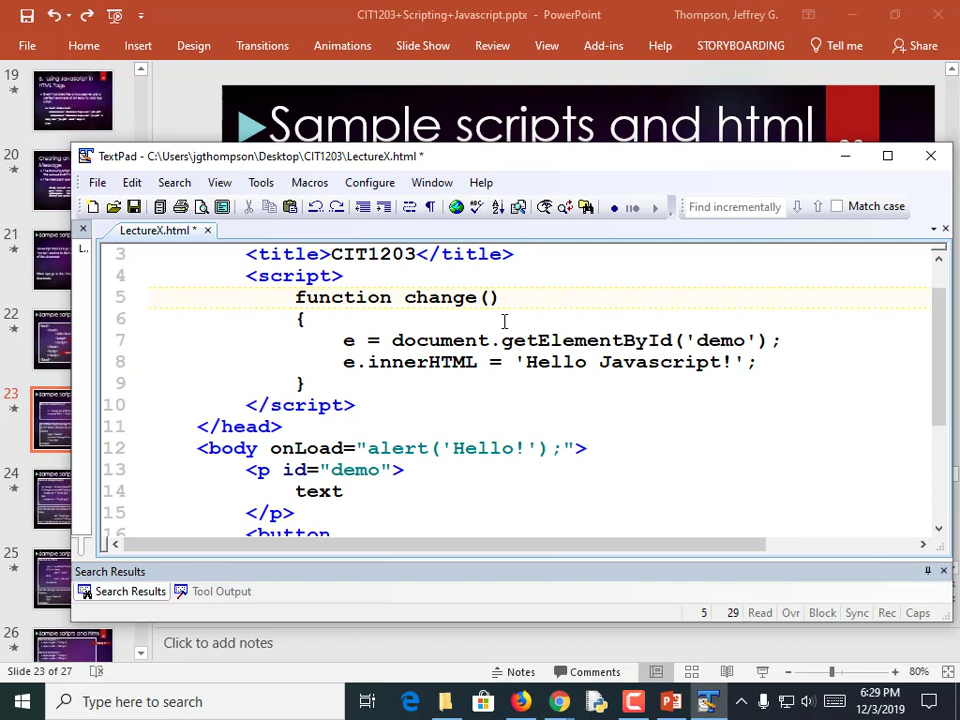 CIT1203+Scripting+Javascript.pptx - PowerPoint
Thompson, Jeffrey G.
File Home Insert Design Transitions Animations Slide Show Review View Add-ins Help STORYBOARDING Tell me Share
19
20
21
22
23
24
25
26
Sample scripts and html
TextPad - C:\Users\jgthompson\Desktop\CIT1203\LectureX.html *
File Edit Search View Tools Macros Configure Window Help
Find incrementally Match case
L...
LectureX.html *
3 <title>CIT1203</title>
4 <script>
5 function change()
6 {
7 e = document.getElementById('demo');
8 e.innerHTML = 'Hello Javascript!';
9 }
10 </script>
11 </head>
12 <body onLoad="alert('Hello!');">
13 <p id="demo">
14 text
15 </p>
16 <button
Search Results
Search Results Tool Output
5 29 Read Ovr Block Sync Rec Caps
Click to add notes
Slide 23 of 27 Notes Comments 80%
Type here to search
6:29 PM
12/3/2019